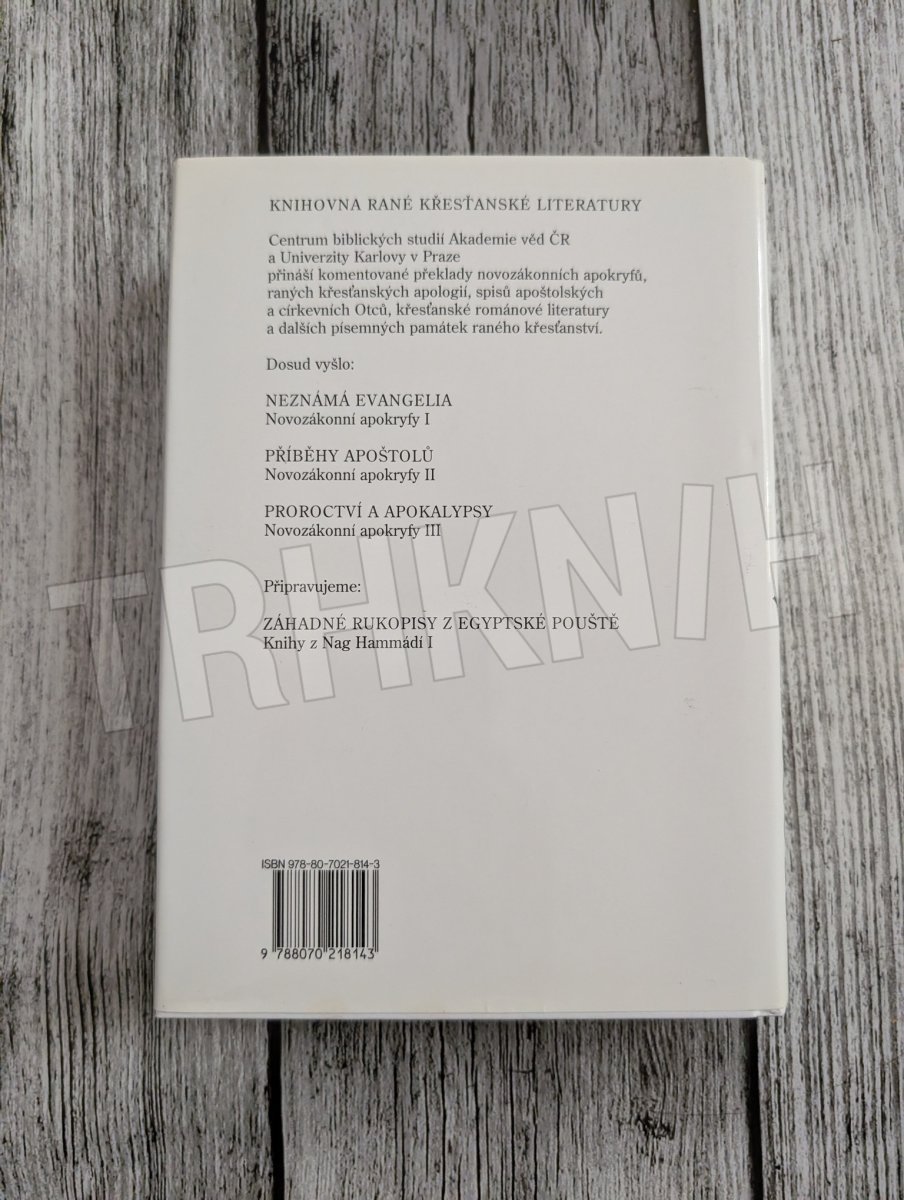 KNIHOVNA RANÉ KŘESŤANSKÉ LITERATURY
Centrum biblických studií Akademie věd ČR
a Univerzity Karlovy v Praze
přináší komentované překlady novozákonních apokryfů,
raných křesťanských apologií, spisů apoštolských
a církevních Otců, křesťanské románové literatury
a dalších písemných památek raného křesťanství.
Dosud vyšlo:
NEZNÁMÁ EVANGELIA
Novozákonní apokryfy I
PŘÍBĚHY APOŠTOLŮ
Novozákonní apokryfy II
PROROCTVÍ A APOKALYPSY
Novozákonní apokryfy III
TRHKNIH
Připravujeme:
ZÁHADNÉ RUKOPISY Z EGYPTSKÉ POUŠTĚ
Knihy z Nag Hammádí I
ISBN 978-80-7021-814-3
9 788070 218143